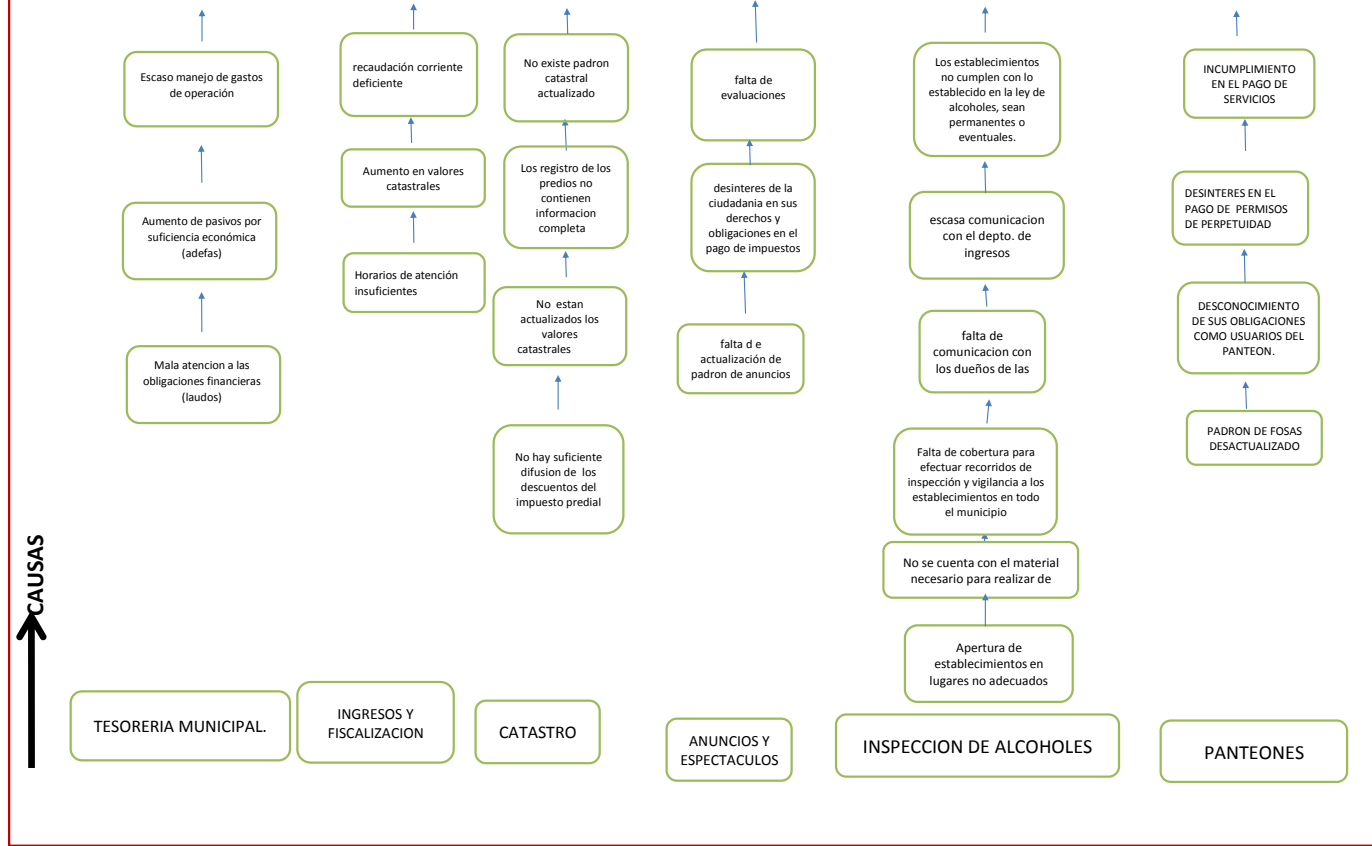 Escaso manejo de gastos
de operación
Aumento de pasivos por
suficiencia económica
(adefas)
Mala atencion a las
obligaciones financieras
(laudos)
TESORERIA MUNICIPAL.
recaudación corriente
deficiente
Aumento en valores
catastrales
Horarios de atención
insuficientes
INGRESOS Y
FISCALIZACION
No existe padron
catastral
actualizado
Los registro de los
predios no
contienen
informacion
completa
No estan
actualizados los
valores
catastrales
No hay suficiente
difusion de los
descuentos del
impuesto predial
CATASTRO
falta de
evaluaciones
desinteres de la
ciudadania en sus
derechos y
obligaciones en el
pago de impuestos
falta d e
actualización de
padron de anuncios
ANUNCIOS Y
ESPECTACULOS
Los establecimientos
no cumplen con lo
establecido en la ley de
alcoholes, sean
permanentes o
eventuales.
escasa comunicacion
con el depto. de
ingresos
falta de
comunicacion con
los dueños de las
Falta de cobertura para
efectuar recorridos de
inspección y vigilancia a los
establecimientos en todo
el municipio
No se cuenta con el material
necesario para realizar de
Apertura de
establecimientos en
lugares no adecuados
INSPECCION DE ALCOHOLES
INCUMPLIMIENTO
EN EL PAGO DE
SERVICIOS
DESINTERES EN EL
PAGO DE PERMISOS
DE PERPETUIDAD
DESCONOCIMIENTO
DE SUS OBLIGACIONES
COMO USUARIOS DEL
PANTEON.
PADRON DE FOSAS
DESACTUALIZADO
PANTEONES
CAUSAS